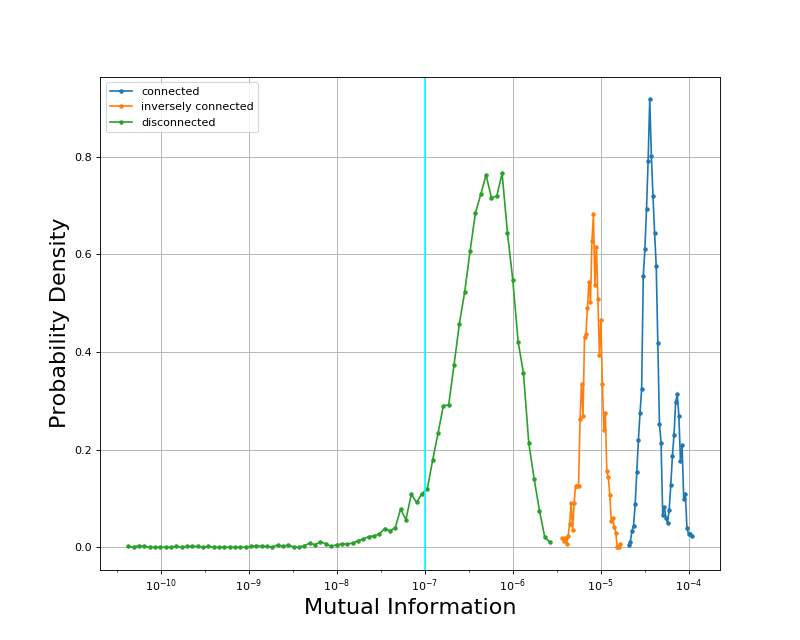 connected
inversely connected
disconnected
Probability Density
0.8
0.6
0.4
0.2
0.0
10⁻¹⁰ 10⁻⁹ 10⁻⁸ 10⁻⁷ 10⁻⁶ 10⁻⁵ 10⁻⁴
Mutual Information